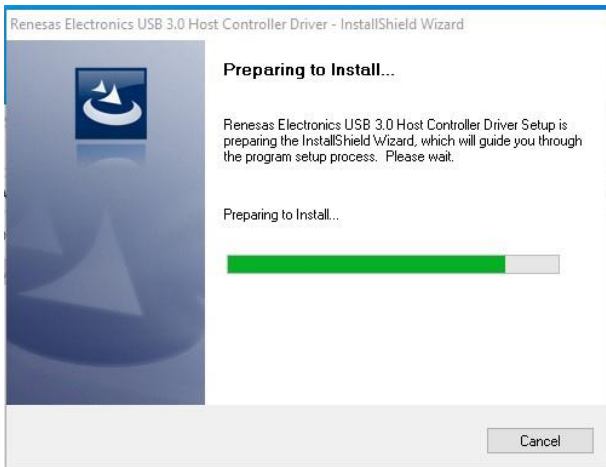 Renesas Electronics USB 3.0 Host Controller Driver - InstallShield Wizard
Preparing to Install...
Renesas Electronics USB 3.0 Host Controller Driver Setup is
preparing the InstallShield Wizard, which will guide you through
the program setup process. Please wait.
Preparing to Install...
Cancel